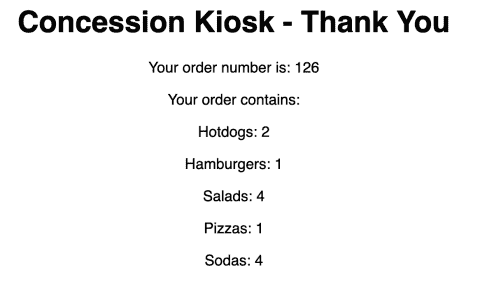 Concession Kiosk - Thank You
Your order number is: 126
Your order contains:
Hotdogs: 2
Hamburgers: 1
Salads: 4
Pizzas: 1
Sodas: 4